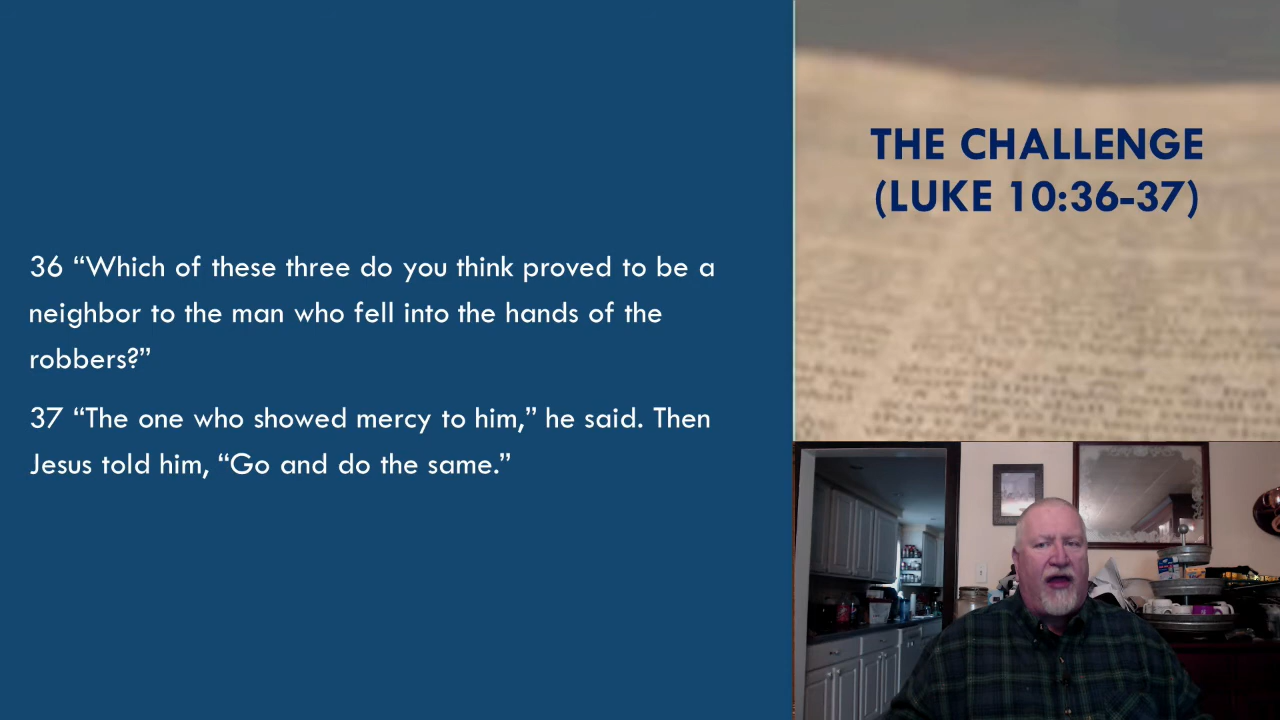 THE CHALLENGE
(LUKE 10:36-37)
36 “Which of these three do you think proved to be a
neighbor to the man who fell into the hands of the
robbers?”
37 “The one who showed mercy to him,” he said. Then
Jesus told him, “Go and do the same.”